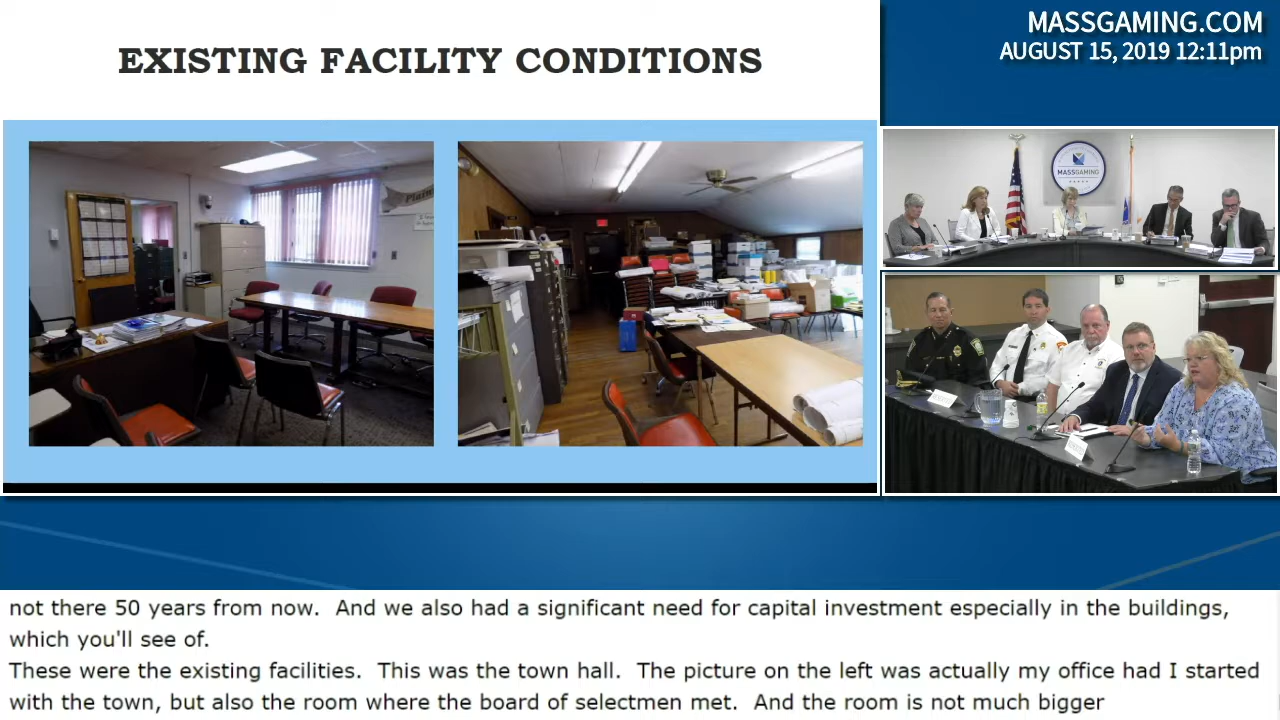 EXISTING FACILITY CONDITIONS
MASSGAMING.COM
AUGUST 15, 2019 12:11pm
MASSGAMING
not there 50 years from now.  And we also had a significant need for capital investment especially in the buildings,
which you'll see of.
These were the existing facilities.  This was the town hall.  The picture on the left was actually my office had I started
with the town, but also the room where the board of selectmen met.  And the room is not much bigger